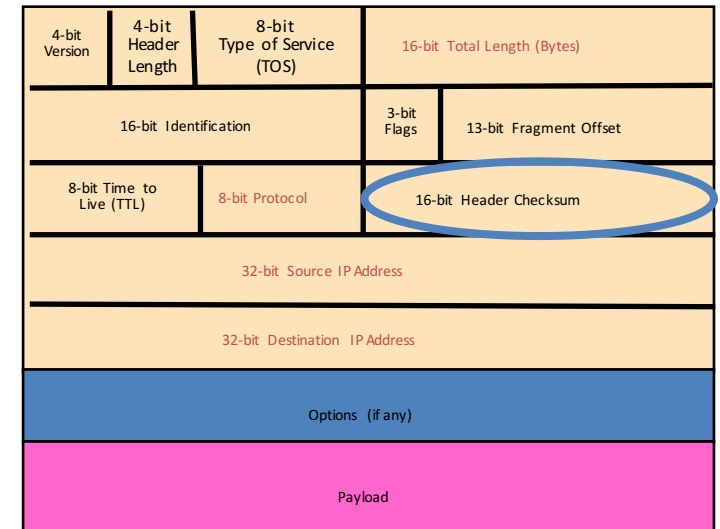 4-bit
Version
4-bit
Header
Length
8-bit
Type of Service
(TOS)
16-bit Total Length (Bytes)
16-bit Identification
3-bit
Flags
13-bit Fragment Offset
8-bit Time to
Live (TTL)
8-bit Protocol
16-bit Header Checksum
32-bit Source IP Address
32-bit Destination IP Address
Options (if any)
Payload